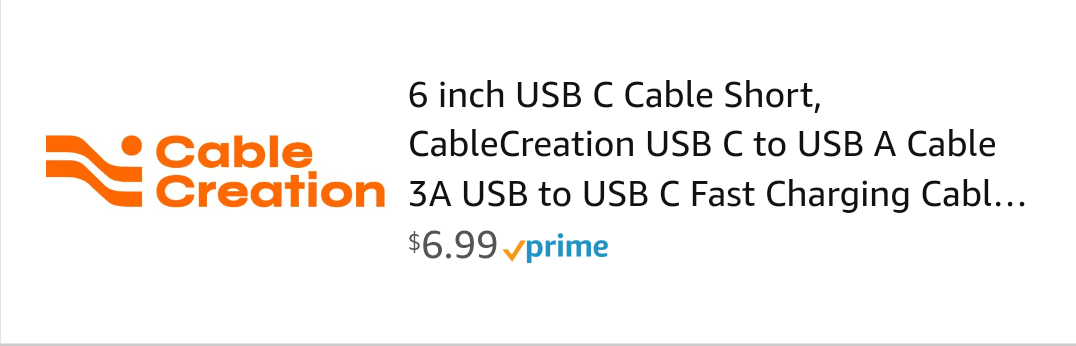 Cable
Creation
6 inch USB C Cable Short,
CableCreation USB C to USB A Cable
3A USB to USB C Fast Charging Cabl...
$6.99 prime